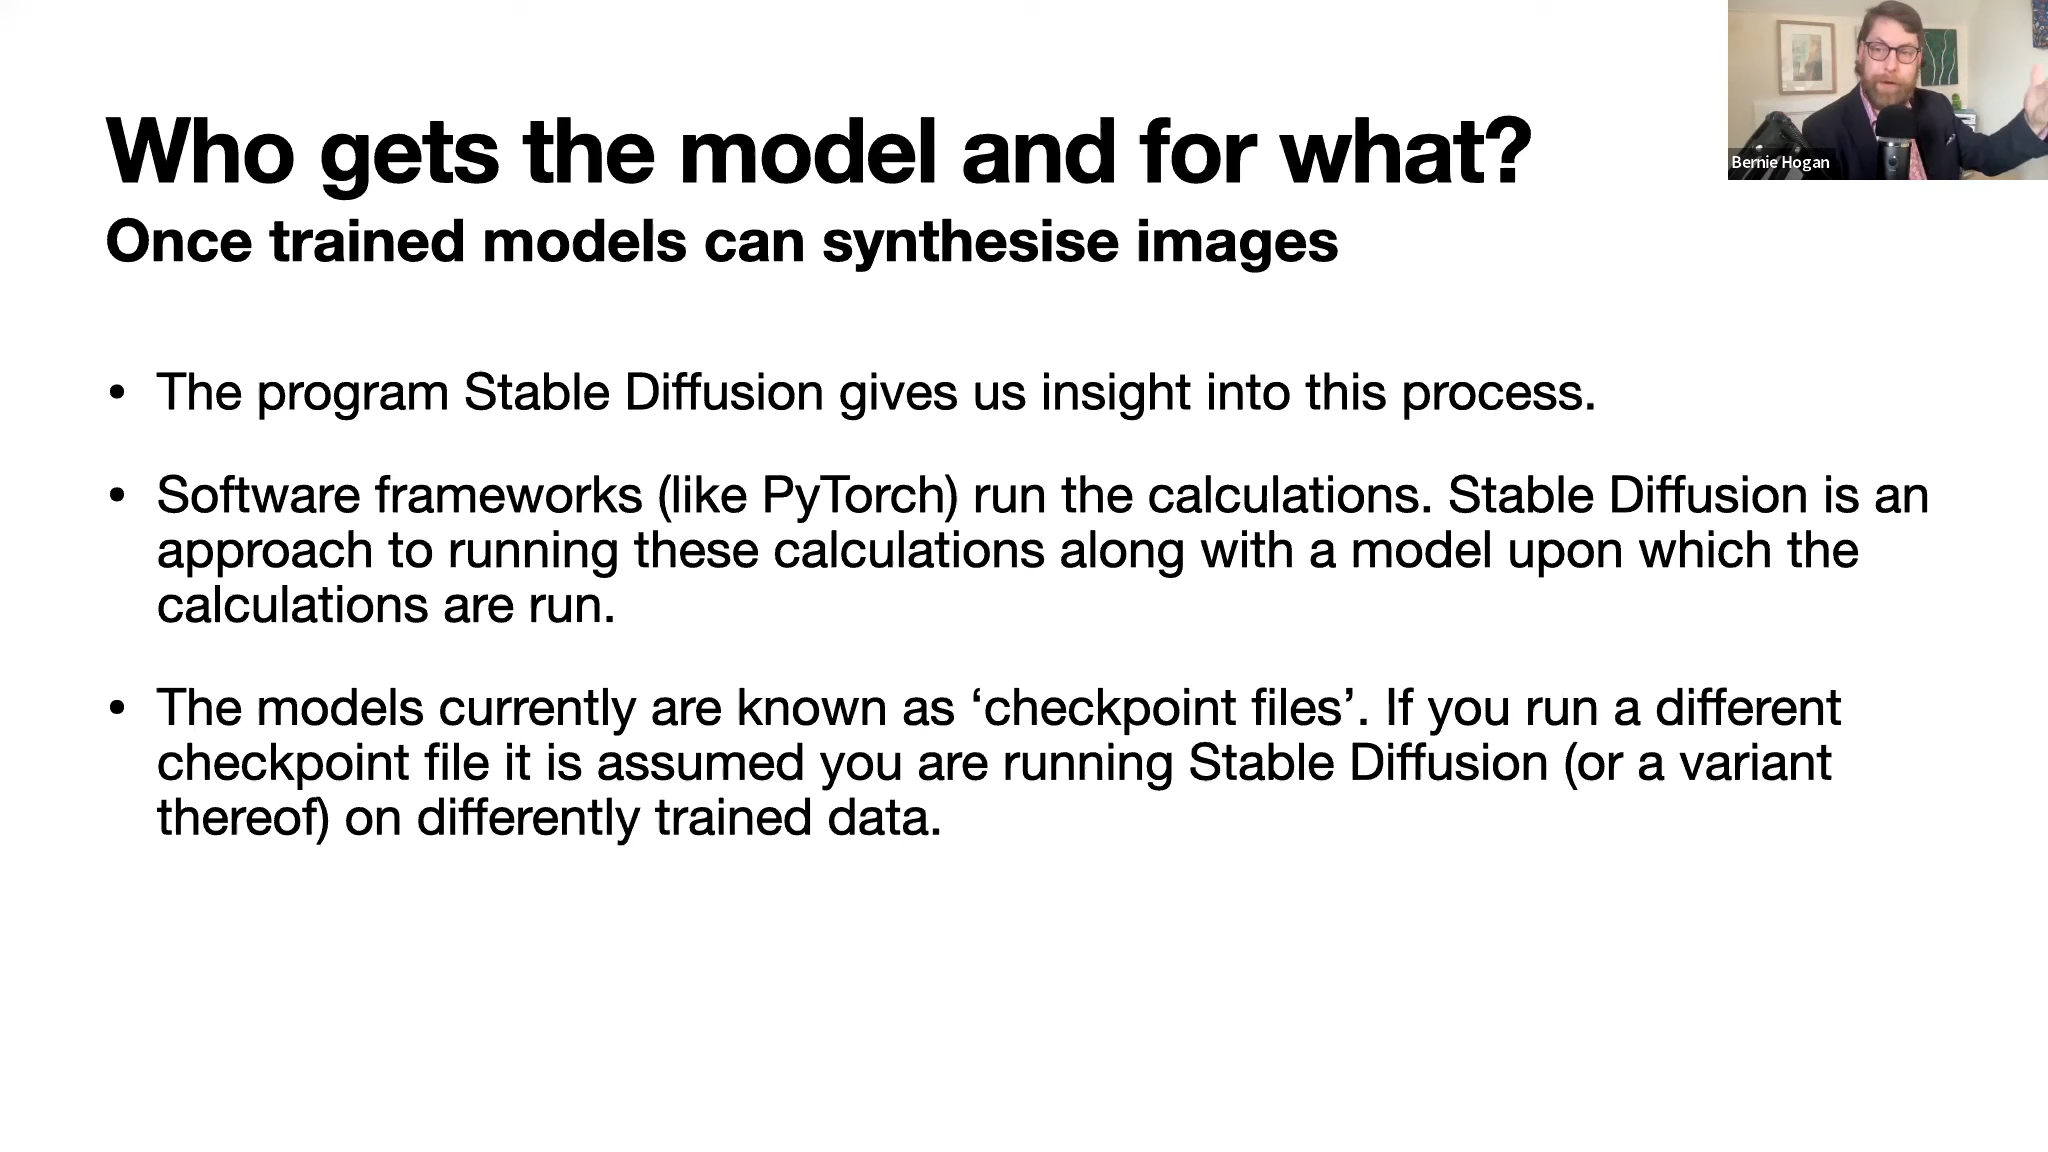 Who gets the model and for what?
Bernie Hogan
Once trained models can synthesise images
• The program Stable Diffusion gives us insight into this process.
• Software frameworks (like PyTorch) run the calculations. Stable Diffusion is an
approach to running these calculations along with a model upon which the
calculations are run.
• The models currently are known as ‘checkpoint files’. If you run a different
checkpoint file it is assumed you are running Stable Diffusion (or a variant
thereof) on differently trained data.